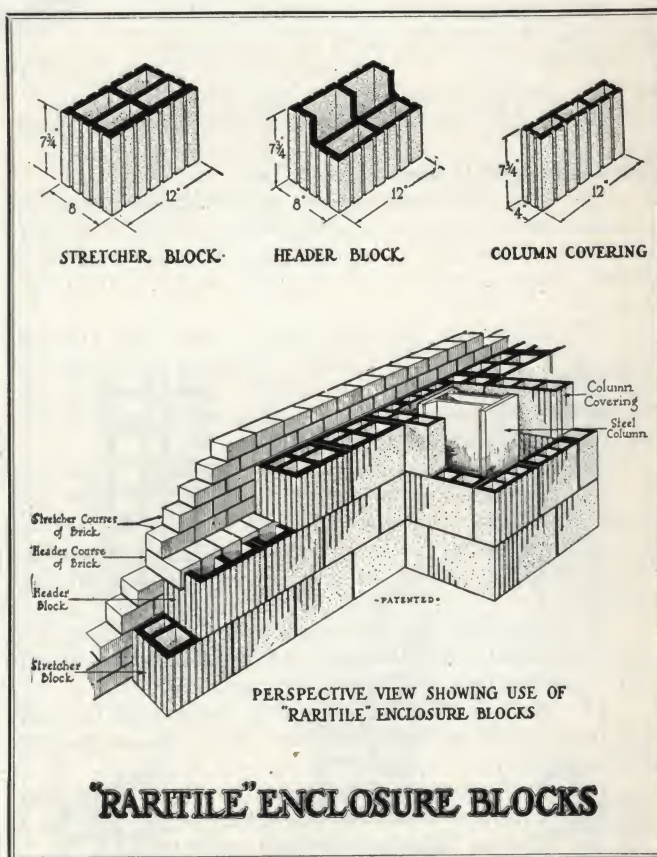 7¾"
8
12"
STRETCHER BLOCK.
7¾"
8"
12"
HEADER BLOCK
7¾"
4"
12"
COLUMN COVERING
Column
Covering
Steel
Column
Stretcher Courses
of Brick
Header Course
of Brick
Header
Block
Stretcher
Block
-PATENTED-
PERSPECTIVE VIEW SHOWING USE OF
"RARITILE" ENCLOSURE BLOCKS
"RARITILE" ENCLOSURE BLOCKS